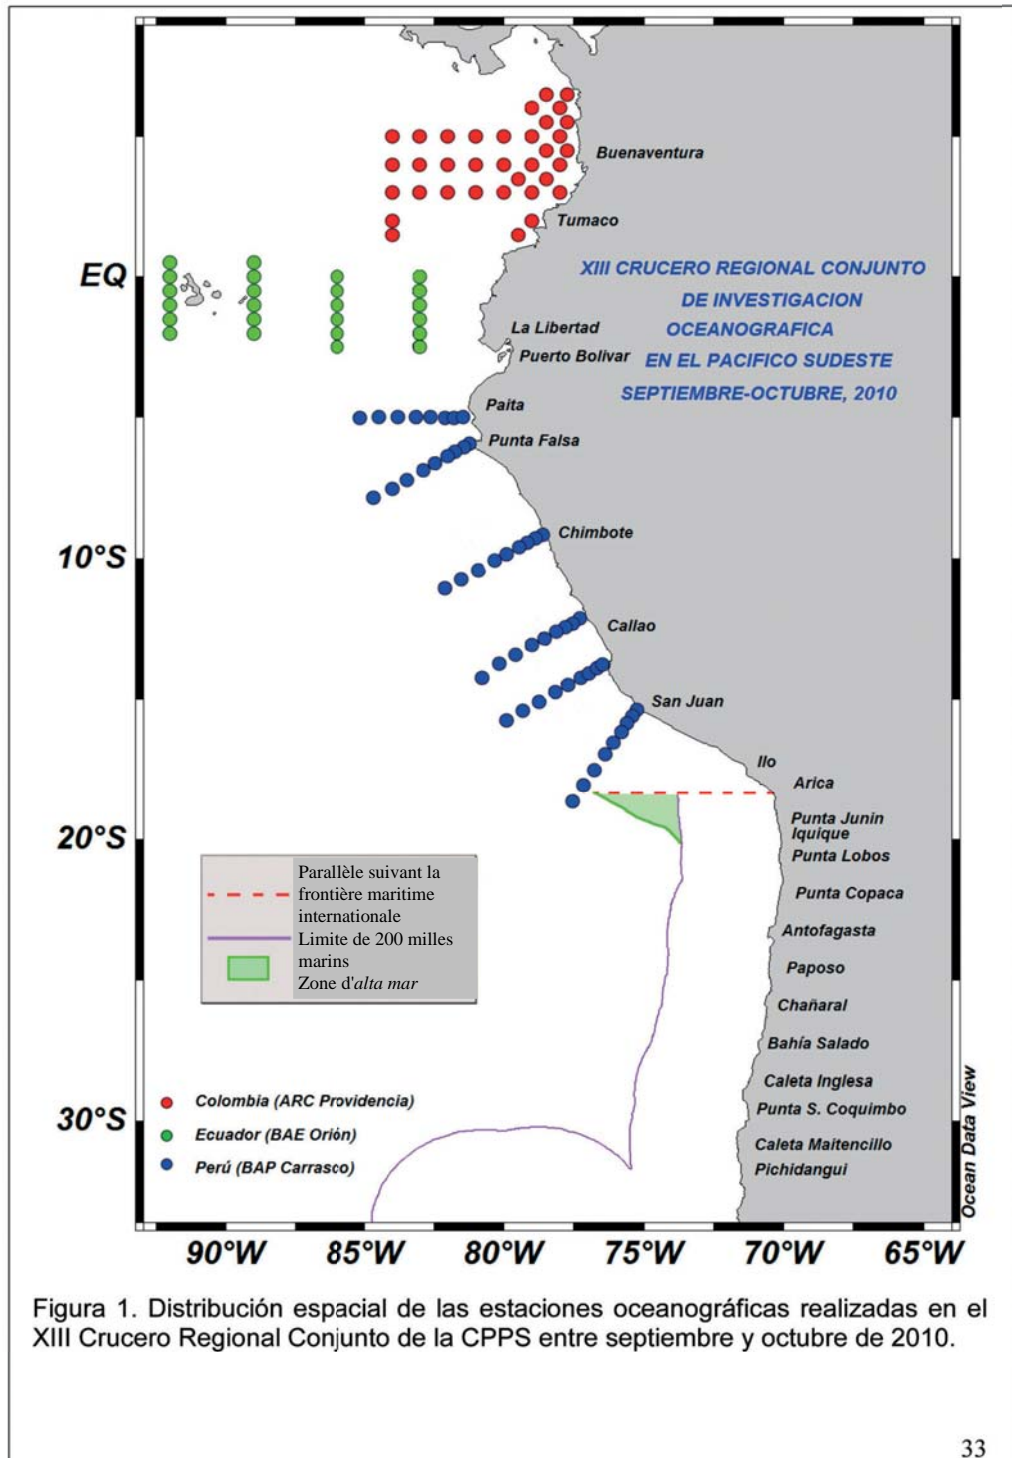 Buenaventura
Tumaco
EQ
XIII CRUCERO REGIONAL CONJUNTO
DE INVESTIGACION
OCEANOGRAFICA
EN EL PACIFICO SUDESTE
SEPTIEMBRE-OCTUBRE, 2010
La Libertad
Puerto Bolivar
Paita
Punta Falsa
10°S
Chimbote
Callao
San Juan
Ilo
Arica
Punta Junin
Iquique
20°S
Punta Lobos
Punta Copaca
Antofagasta
Paposo
Chañaral
Bahía Salado
Caleta Inglesa
Punta S. Coquimbo
Caleta Maitencillo
Pichidangui
Parallèle suivant la
frontière maritime
internationale
Limite de 200 milles
marins
Zone d'alta mar
Colombia (ARC Providencia)
Ecuador (BAE Orión)
Perú (BAP Carrasco)
30°S
Ocean Data View
90°W 85°W 80°W 75°W 70°W 65°W
Figura 1. Distribución espacial de las estaciones oceanográficas realizadas en el
XIII Crucero Regional Conjunto de la CPPS entre septiembre y octubre de 2010.
33